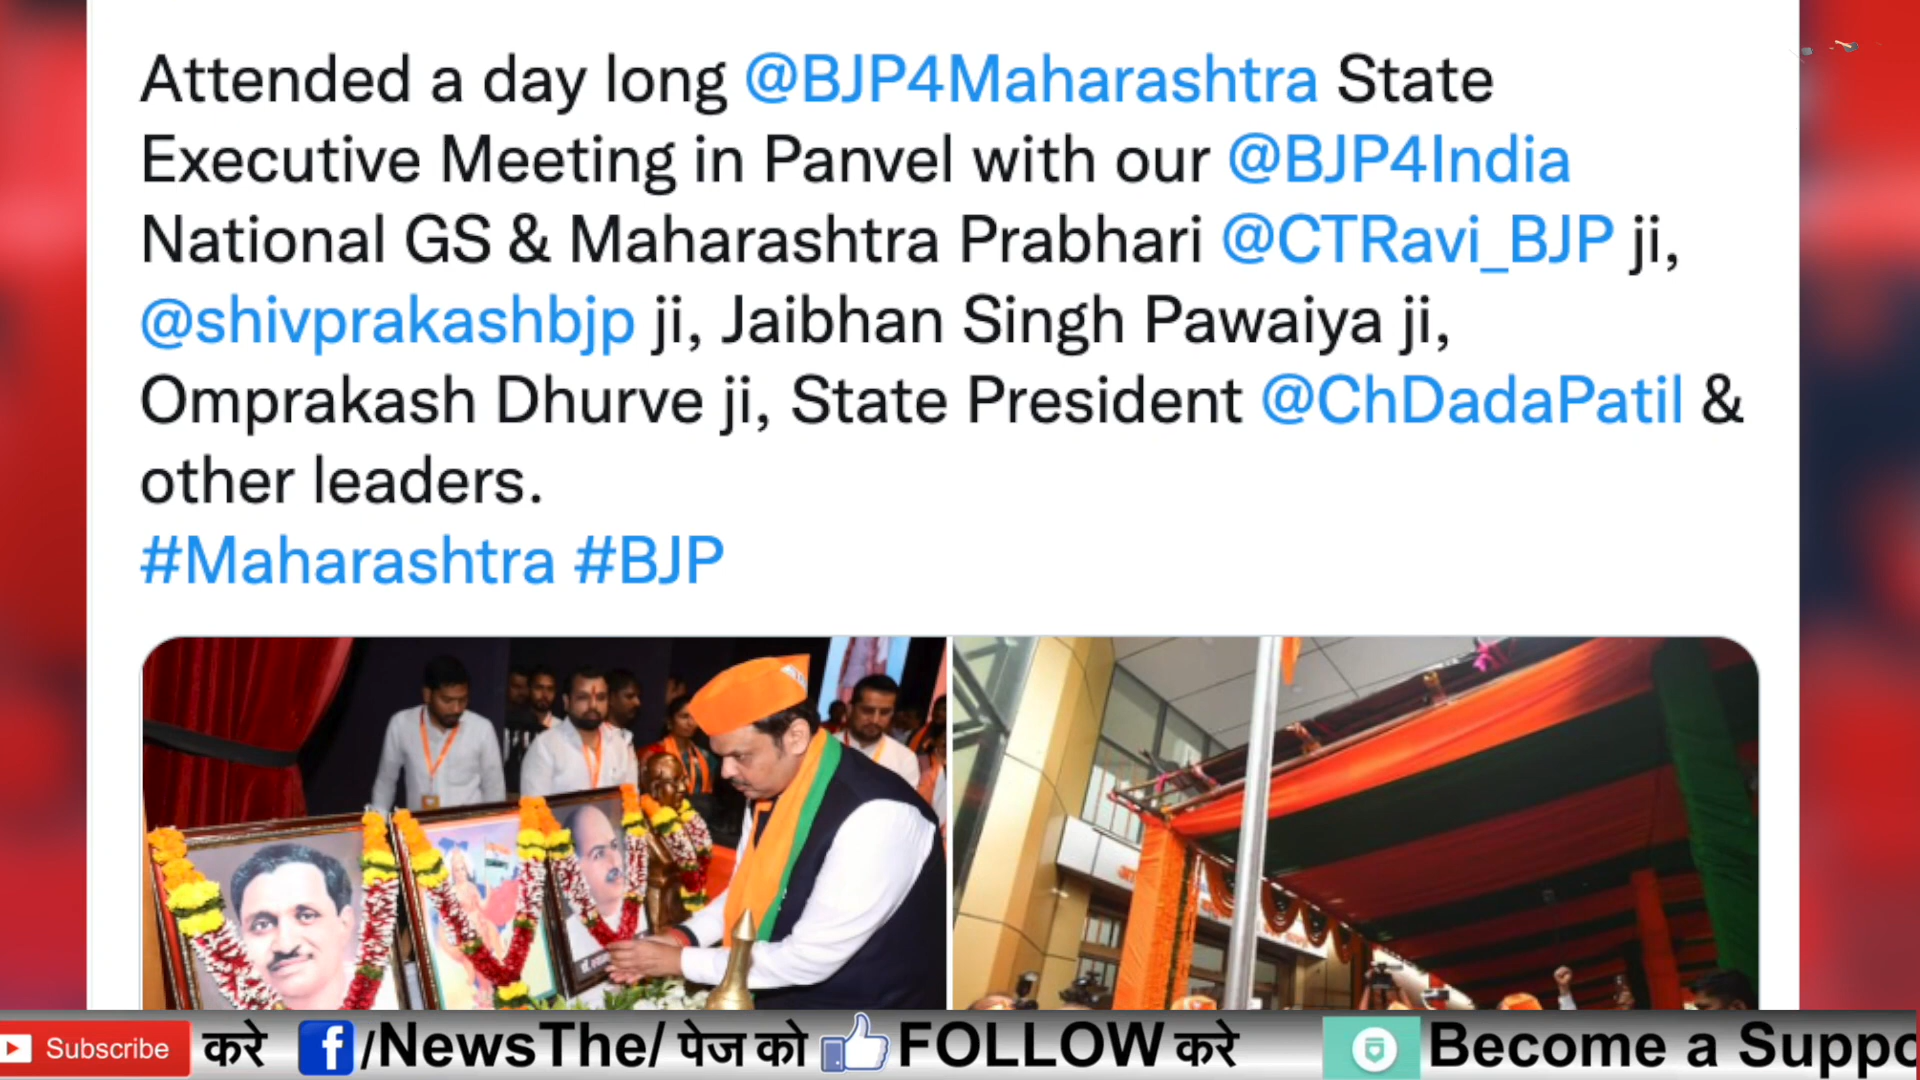 Attended a day long @BJP4Maharashtra State
Executive Meeting in Panvel with our @BJP4India
National GS & Maharashtra Prabhari @CTRavi_BJP ji,
@shivprakashbjp ji, Jaibhan Singh Pawaiya ji,
Omprakash Dhurve ji, State President @ChDadaPatil &
other leaders.
#Maharashtra #BJP
Subscribe करे f/NewsThe/ पेज को FOLLOW करे Become a Suppo